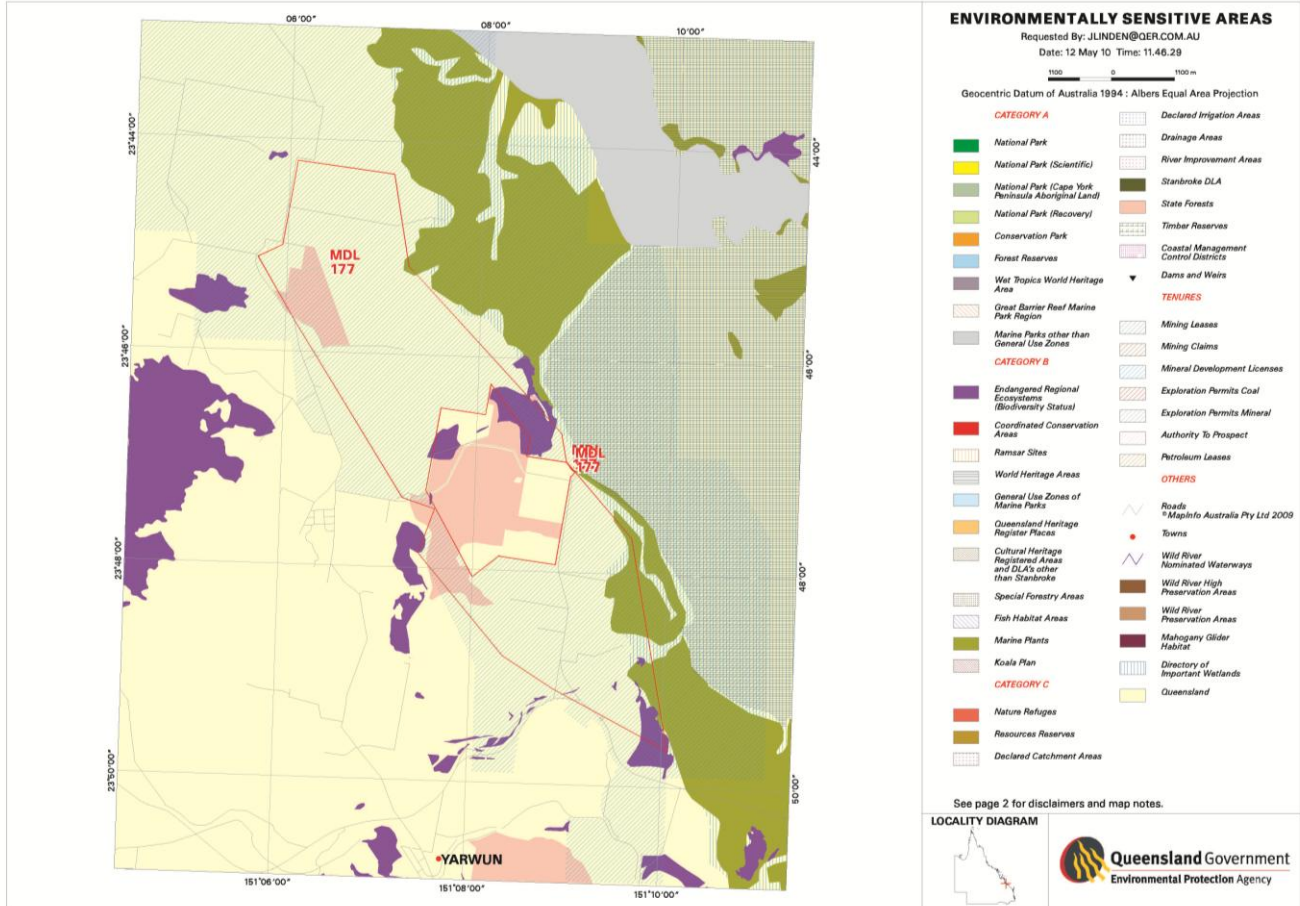 06°00"
08°00"
10°00"
23°44'00"
44°00"
MDL
177
23°46'00"
46°00"
MDL
177
23°48'00"
48°00"
23°50'00"
50°00"
YARWUN
151°06'00"
151°08'00"
151°10'00"
ENVIRONMENTALLY SENSITIVE AREAS
Requested By: JLINDEN@QER.COM.AU
Date: 12 May 10 Time: 11.46.29
1100 0 1100 m
Geocentric Datum of Australia 1994 : Albers Equal Area Projection
CATEGORY A
National Park
National Park (Scientific)
National Park (Cape York
Peninsula Aboriginal Land)
National Park (Recovery)
Conservation Park
Forest Reserves
Wet Tropics World Heritage
Area
Great Barrier Reef Marine
Park Region
Marine Parks other than
General Use Zones
CATEGORY B
Endangered Regional
Ecosystems
(Biodiversity Status)
Coordinated Conservation
Areas
Ramsar Sites
World Heritage Areas
General Use Zones of
Marine Parks
Queensland Heritage
Register Places
Cultural Heritage
Registered Areas
and DLA's other
than Stanbroke
Special Forestry Areas
Fish Habitat Areas
Marine Plants
Koala Plan
CATEGORY C
Nature Refuges
Resources Reserves
Declared Catchment Areas
Declared Irrigation Areas
Drainage Areas
River Improvement Areas
Stanbroke DLA
State Forests
Timber Reserves
Coastal Management
Control Districts
Dams and Weirs
TENURES
Mining Leases
Mining Claims
Mineral Development Licenses
Exploration Permits Coal
Exploration Permits Mineral
Authority To Prospect
Petroleum Leases
OTHERS
Roads
®MapInfo Australia Pty Ltd 2009
Towns
Wild River
Nominated Waterways
Wild River High
Preservation Areas
Wild River
Preservation Areas
Mahogany Glider
Habitat
Directory of
Important Wetlands
Queensland
See page 2 for disclaimers and map notes.
LOCALITY DIAGRAM
Queensland Government
Environmental Protection Agency